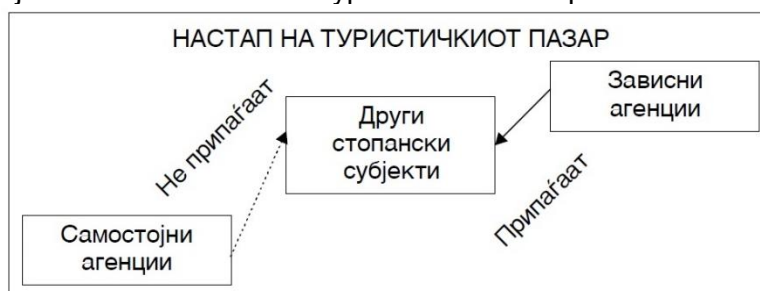 НАСТАП НА ТУРИСТИЧКИОТ ПАЗАР
Зависни
агенции
Други
стопански
субјекти
Не припаѓаат
Припаѓаат
Самостојни
агенции